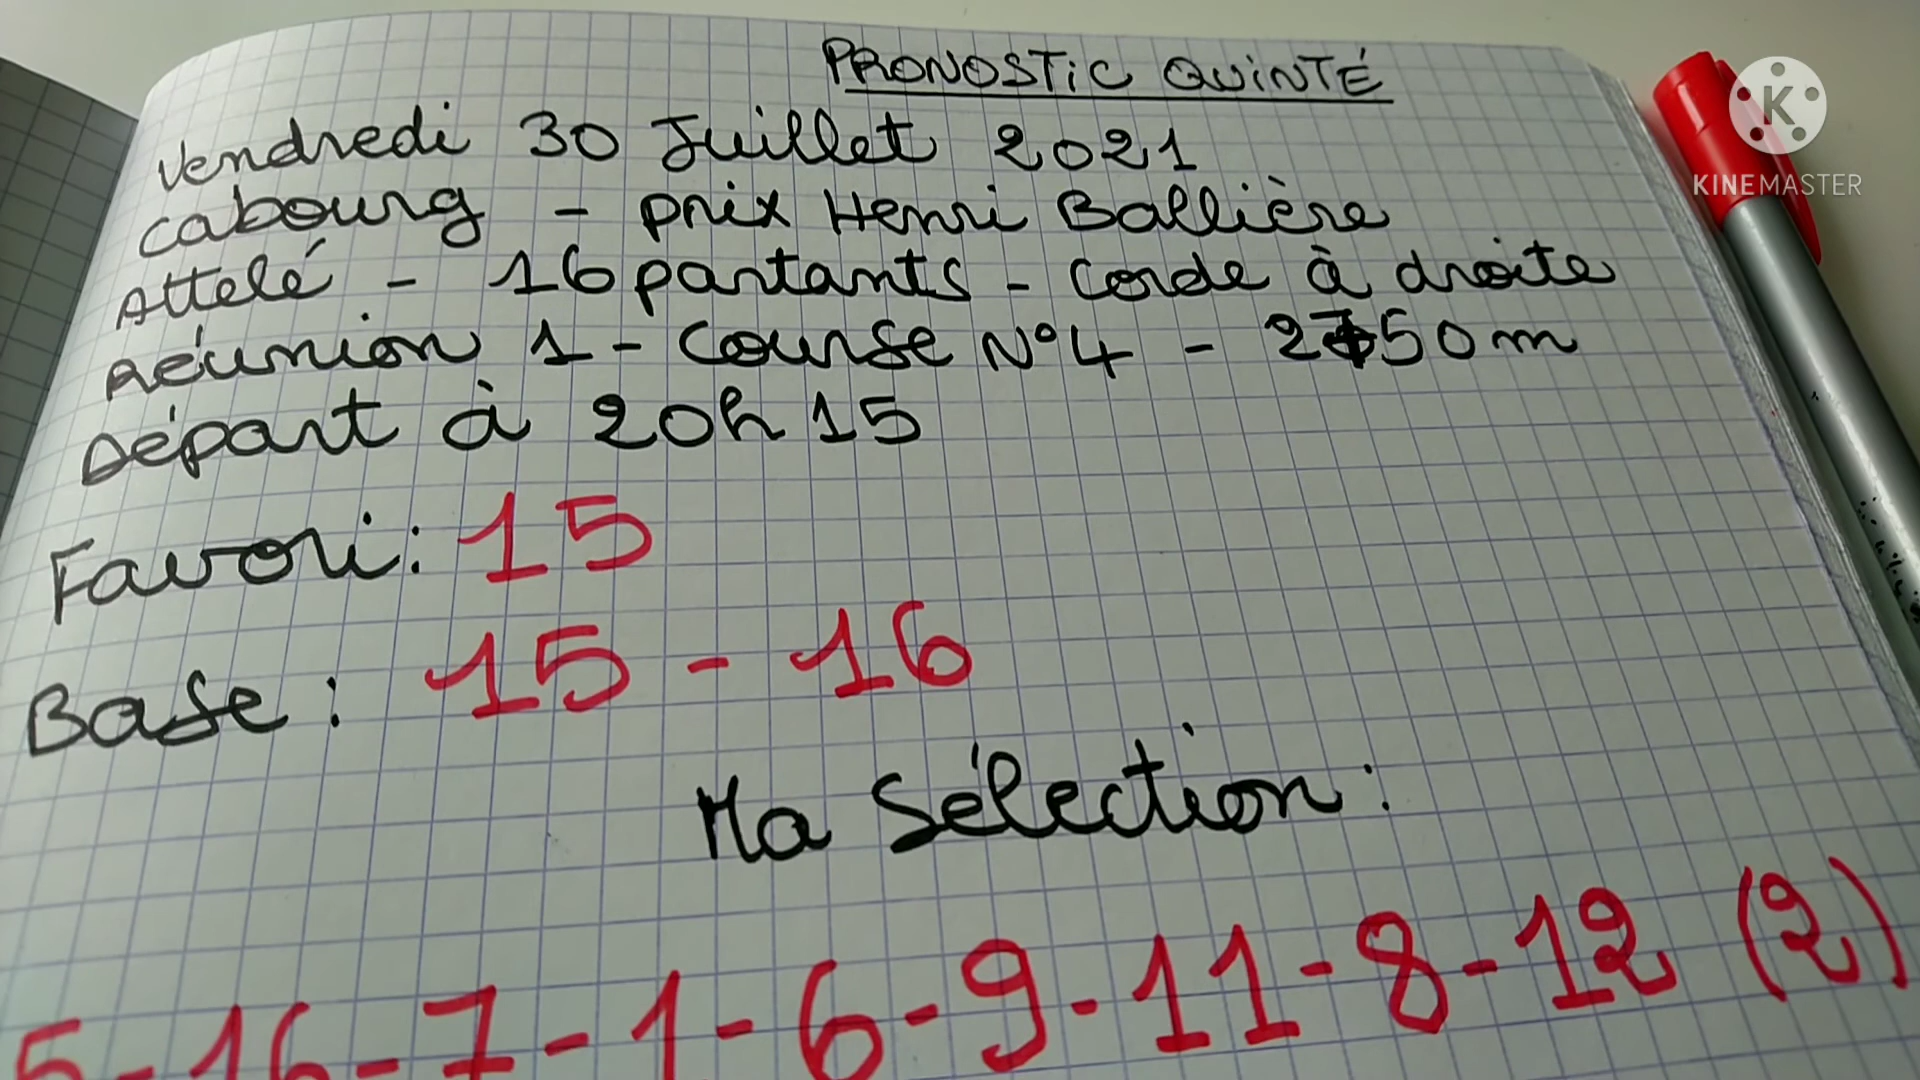 PRONOSTIC QUINTÉ
Vendredi 30 Juillet 2021
Cabourg - prix Henri Ballière
Attelé - 16 partants - corde à droite
Réunion 1 - Course N°4 - 2750m
Départ à 20h15
Favori: 15
Base: 15 - 16
Ma Sélection:
5-16-7-1-6-9-11-8-12 (2)
K
KINEMASTER